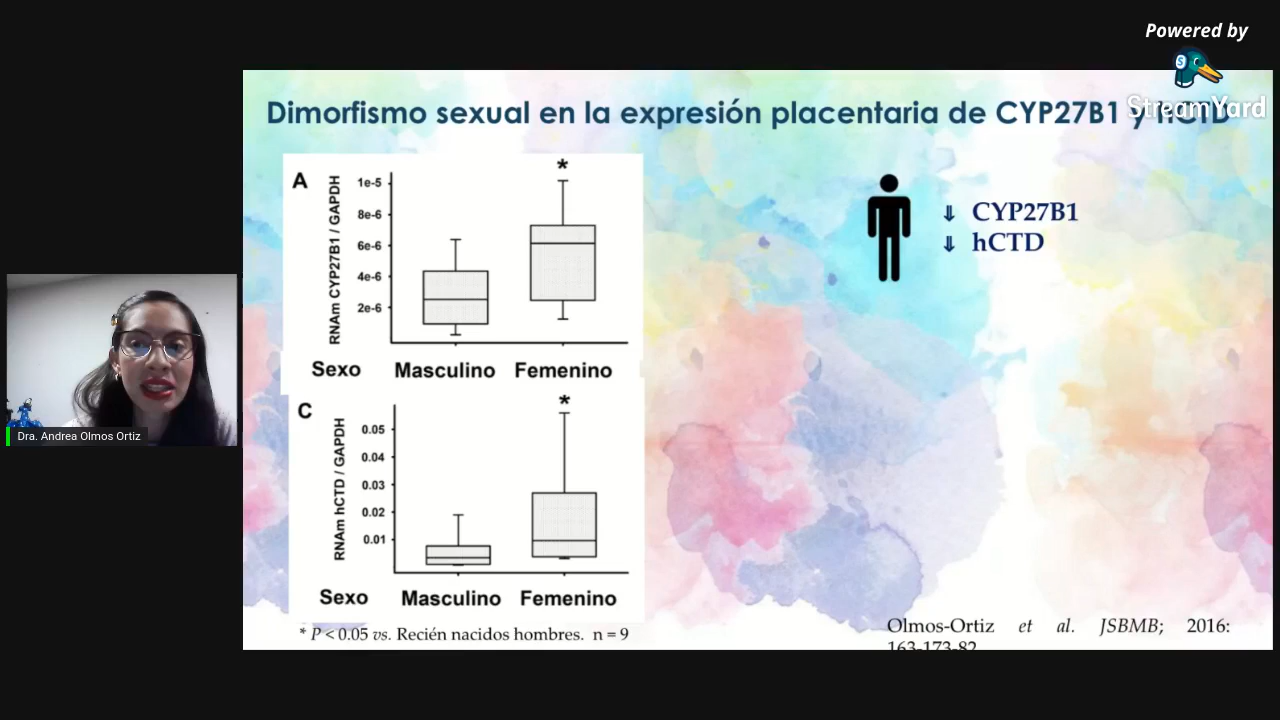 Powered by
StreamYard
Dimorfismo sexual en la expresión placentaria de CYP27B1 y hCTD
A
*
RNAm CYP27B1 / GAPDH
1e-5
8e-6
6e-6
4e-6
2e-6
Sexo Masculino Femenino
⇓ CYP27B1
⇓ hCTD
C
*
RNAm hCTD / GAPDH
0.05
0.04
0.03
0.02
0.01
Sexo Masculino Femenino
* P < 0.05 vs. Recién nacidos hombres. n = 9
Olmos-Ortiz et al. JSBMB; 2016:
163-173-82
Dra. Andrea Olmos Ortiz